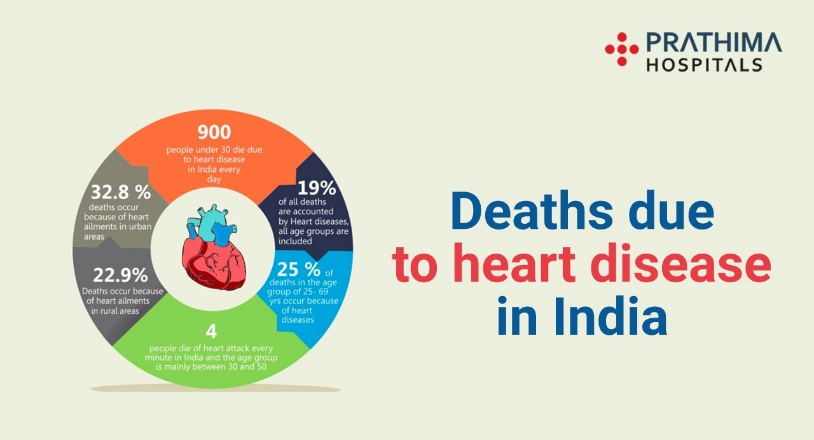 PRATHIMA
HOSPITALS
900
people under 30 die due
to heart disease
in India every
day
19%
of all deaths
are accounted
by Heart diseases,
all age groups are
included
25 % of
deaths in the age
group of 25- 69
yrs occur because
of heart
diseases
4
people die of heart attack every
minute in India and the age group
is mainly between 30 and 50
22.9%
Deaths occur because
of heart ailments
in rural areas
32.8 %
deaths occur
because of heart
ailments in urban
areas
Deaths due
to heart disease
in India